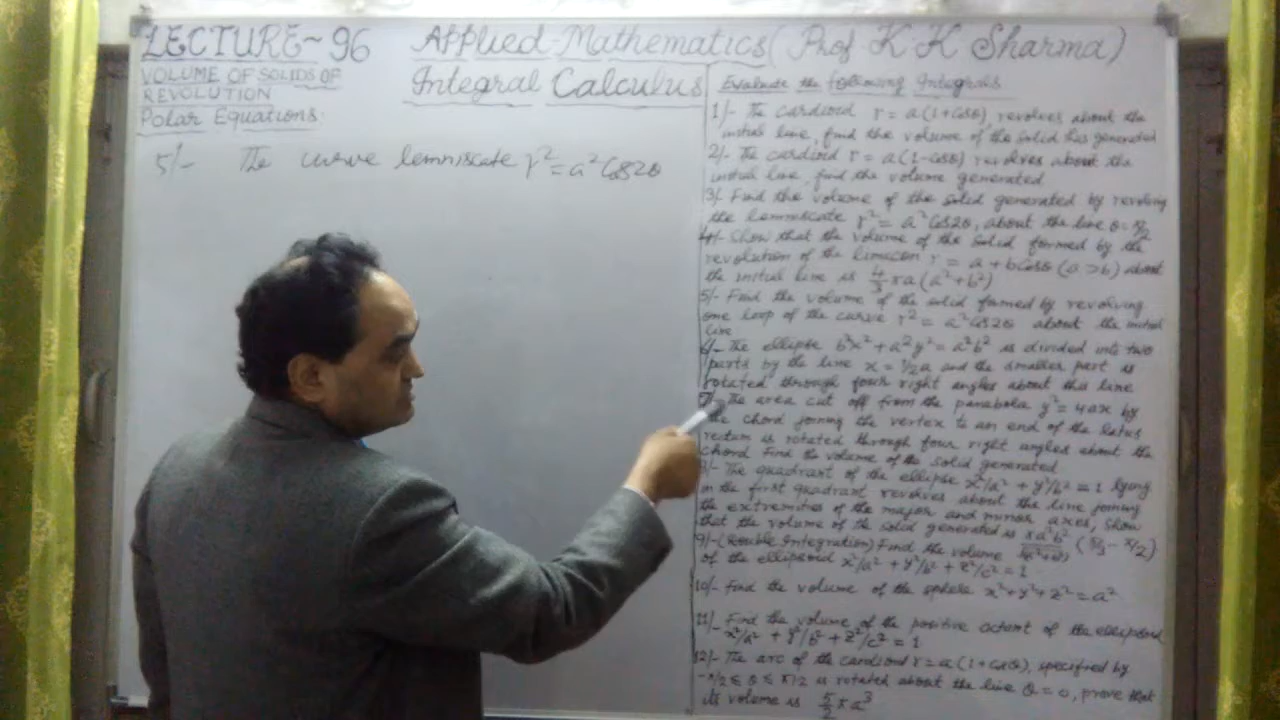 LECTURE~96
Applied-Mathematics (Prof K.K Sharma)
VOLUME OF SOLIDS OF
REVOLUTION
Polar Equations:
Integral Calculus
5/- The curve lemniscate r² = a² Cos2θ
Evaluate the following Integrals
1/- The cardioid r = a(1+Cosθ) revolves about the
initial line, find the volume of the solid has generated
2/- The cardioid r = a(1-cosθ) revolves about the
initial line, find the volume generated
3/- Find the volume of the solid generated by revolving
the lemniscate r² = a² Cos2θ, about the line θ = π/2
4/- Show that the volume of the solid formed by the
revolution of the limacon r = a + bCosθ (a > b) about
the initial line is 4/3 πa (a² + b²)
5/- Find the volume of the solid formed by revolving
one loop of the curve r² = a² Cos2θ about the initial
line
6/- The ellipse b²x² + a²y² = a²b² is divided into two
parts by the line x = ½a and the smaller part is
rotated through four right angles about this line
7/- The area cut off from the parabola y² = 4ax by
the chord joining the vertex to an end of the latus
rectum is rotated through four right angles about the
chord Find the volume of the solid generated
8/- The quadrant of the ellipse x²/a² + y²/b² = 1 lying
in the first quadrant revolves about the line joining
the extremities of the major and minor axes, show
that the volume of the solid generated is πa²b²/√(a²+b²) (5/3 - π/2)
9/- (Double Integration) Find the volume
of the ellipsoid x²/a² + y²/b² + z²/c² = 1
10/- Find the volume of the sphere x² + y² + z² = a²
11/- Find the volume of the positive octant of the ellipsoid
x²/a² + y²/b² + z²/c² = 1
12/- The arc of the cardioid r = a(1+cosθ), specified by
-π/2 ≤ θ ≤ π/2 is rotated about the line θ = 0, prove that
its volume is 5/2 πa³